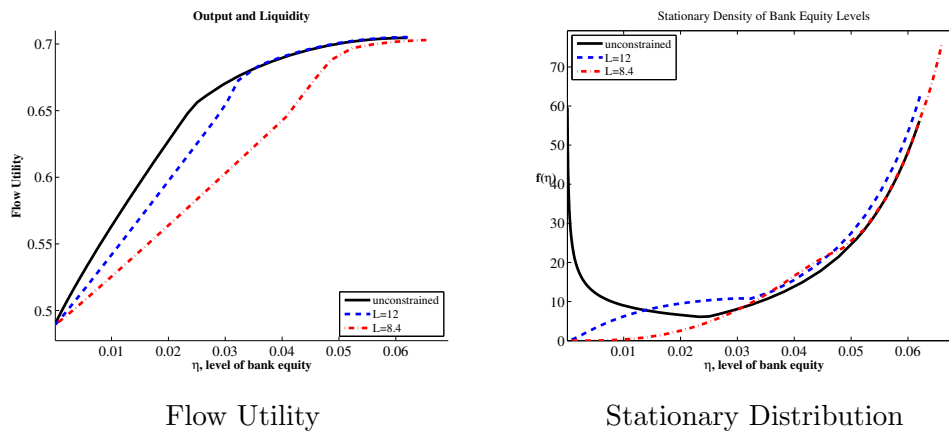 Output and Liquidity
0.7
0.65
0.6
0.55
0.5
Flow Utility
unconstrained
L=12
L=8.4
0.01 0.02 0.03 0.04 0.05 0.06
η, level of bank equity
Flow Utility
Stationary Density of Bank Equity Levels
unconstrained
L=12
L=8.4
70
60
50
40
30
20
10
0
f(η)
0.01 0.02 0.03 0.04 0.05 0.06
η, level of bank equity
Stationary Distribution